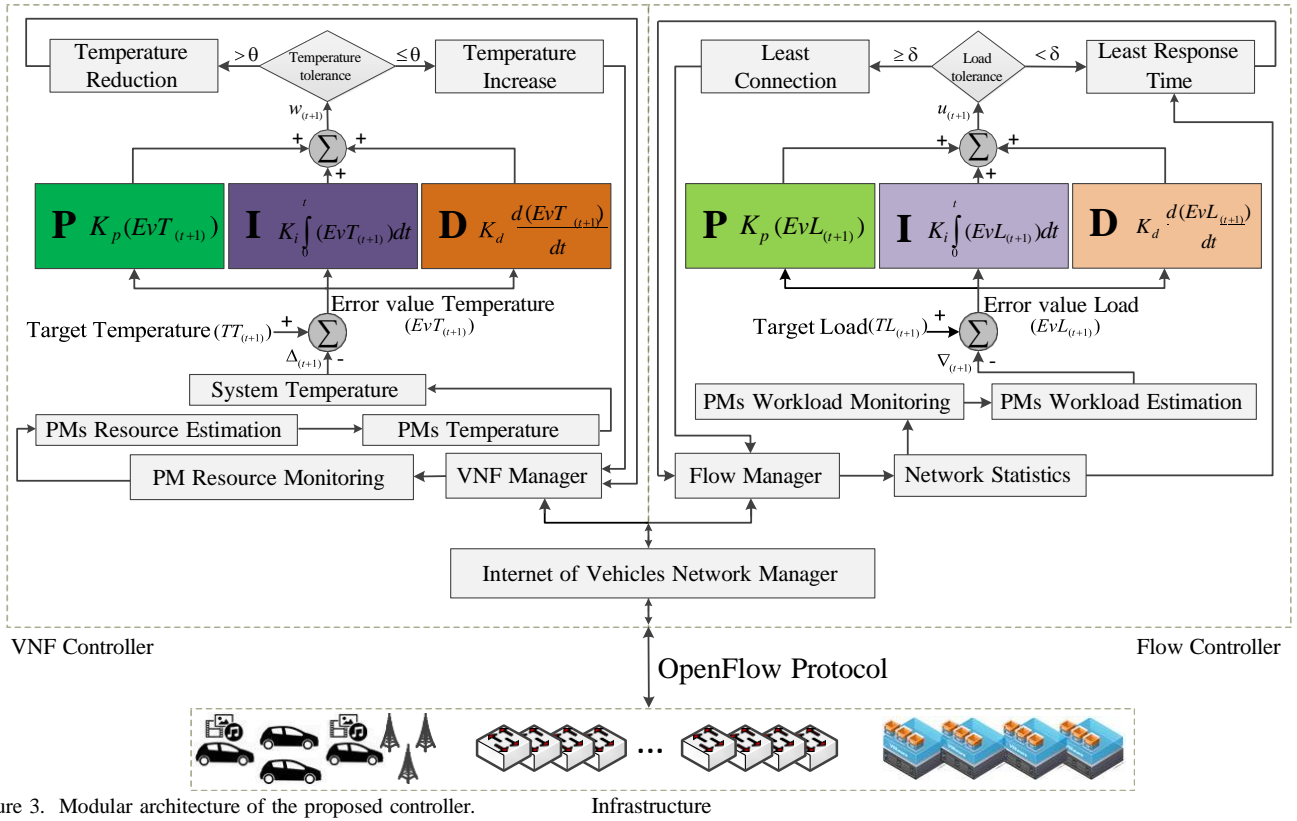 Temperature
Reduction
> θ
Temperature
tolerance
≤ θ
Temperature
Increase
w(t+1)
+
+
∑
+
P Kp(EvT(t+1))
I Ki∫0t(EvT(t+1))dt
D Kd d(EvT(t+1))/dt
Error value Temperature
(EvT(t+1))
Target Temperature(TT(t+1))
+
∑
Δ(t+1) -
System Temperature
PMs Resource Estimation
PMs Temperature
PM Resource Monitoring
VNF Manager
Least
Connection
≥ δ
Load
tolerance
< δ
Least Response
Time
u(t+1)
+
+
∑
+
P Kp(EvL(t+1))
I Ki∫0t(EvL(t+1))dt
D Kd d(EvL(t+1))/dt
Error value Load
(EvL(t+1))
Target Load(TL(t+1))
+
∑
∇(t+1) -
PMs Workload Monitoring
PMs Workload Estimation
Flow Manager
Network Statistics
Internet of Vehicles Network Manager
VNF Controller
Flow Controller
OpenFlow Protocol
...
ure 3. Modular architecture of the proposed controller.
Infrastructure